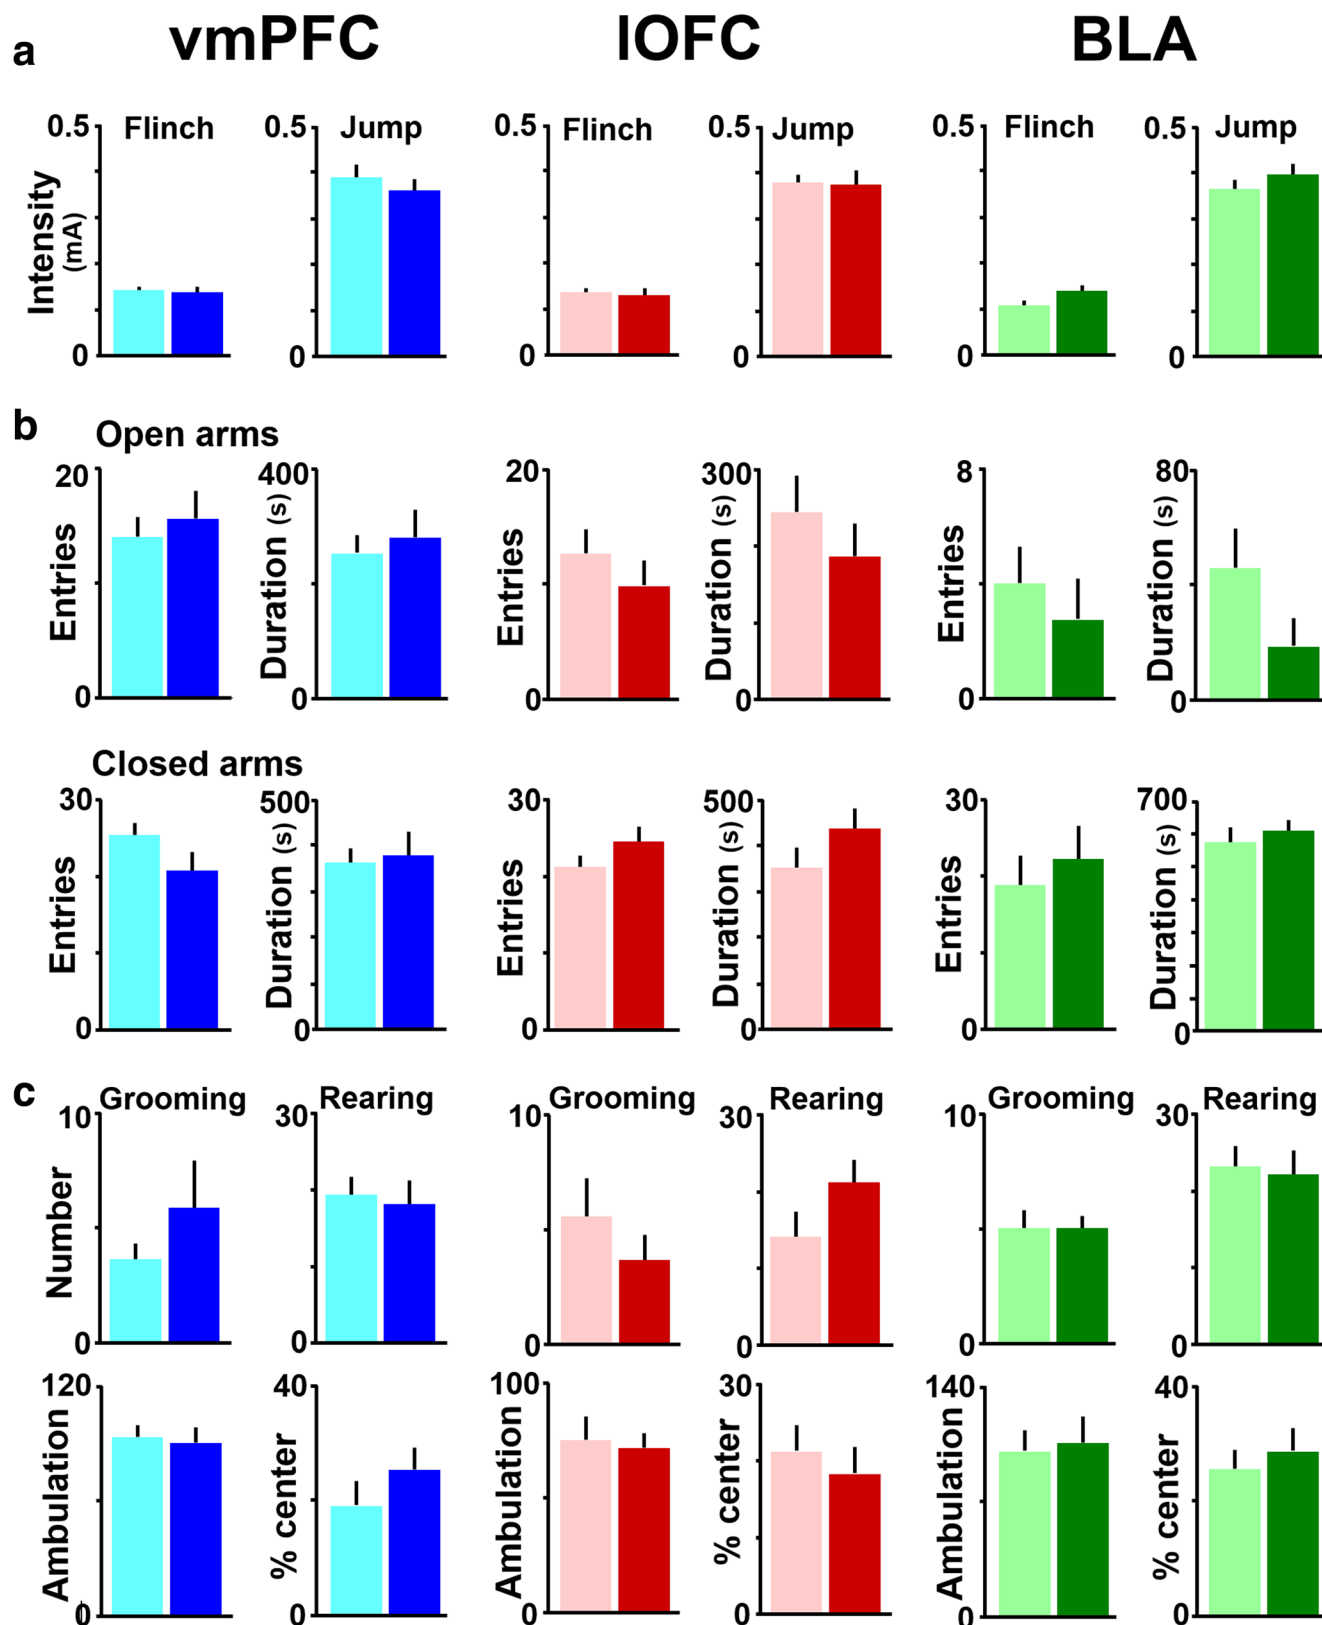 a
vmPFC
lOFC
BLA
Flinch
Jump
Flinch
Jump
Flinch
Jump
Intensity
(mA)
0.5
0
0.5
0
0.5
0
0.5
0
0.5
0
0.5
0
b
Open arms
Entries
20
0
Duration (s)
400
0
Entries
20
0
Duration (s)
300
0
Entries
8
0
Duration (s)
80
0
Closed arms
Entries
30
0
Duration (s)
500
0
Entries
30
0
Duration (s)
500
0
Entries
30
0
Duration (s)
700
0
c
Grooming
Rearing
Grooming
Rearing
Grooming
Rearing
Number
10
0
30
0
10
0
30
0
10
0
30
0
Ambulation
120
0
% center
40
0
Ambulation
100
0
% center
30
0
Ambulation
140
0
% center
40
0